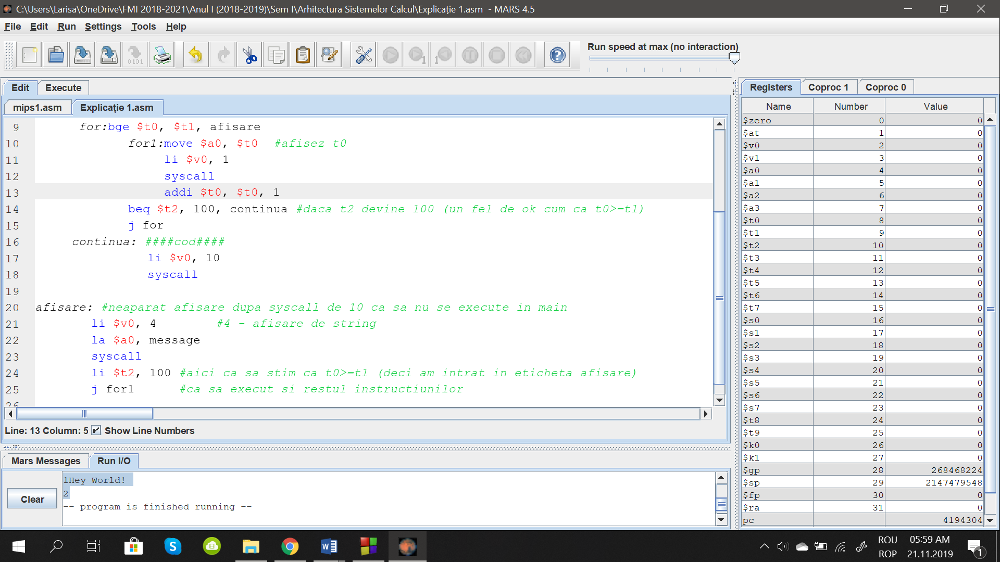 C:\Users\Larisa\OneDrive\FMI 2018-2021\Anul I (2018-2019)\Sem I\Arhitectura Sistemelor Calcul\Explicație 1.asm - MARS 4.5
File Edit Run Settings Tools Help
Run speed at max (no interaction)
Edit Execute
mips1.asm Explicație 1.asm
9 for:bge $t0, $t1, afisare
10 for1:move $a0, $t0 #afisez t0
11 li $v0, 1
12 syscall
13 addi $t0, $t0, 1
14 beq $t2, 100, continua #daca t2 devine 100 (un fel de ok cum ca t0>=t1)
15 j for
16 continua: ####cod####
17 li $v0, 10
18 syscall
19
20 afisare: #neaparat afisare dupa syscall de 10 ca sa nu se execute in main
21 li $v0, 4 #4 - afisare de string
22 la $a0, message
23 syscall
24 li $t2, 100 #aici ca sa stim ca t0>=t1 (deci am intrat in eticheta afisare)
25 j for1 #ca sa execut si restul instructiunilor
26
Line: 13 Column: 5 Show Line Numbers
Mars Messages Run I/O
Clear
1Hey World!
2
-- program is finished running --
Registers Coproc 1 Coproc 0
Name Number Value
$zero 0 0
$at 1 0
$v0 2 0
$v1 3 0
$a0 4 0
$a1 5 0
$a2 6 0
$a3 7 0
$t0 8 0
$t1 9 0
$t2 10 0
$t3 11 0
$t4 12 0
$t5 13 0
$t6 14 0
$t7 15 0
$s0 16 0
$s1 17 0
$s2 18 0
$s3 19 0
$s4 20 0
$s5 21 0
$s6 22 0
$s7 23 0
$t8 24 0
$t9 25 0
$k0 26 0
$k1 27 0
$gp 28 268468224
$sp 29 2147479548
$fp 30 0
$ra 31 0
pc 4194304
ROU 05:59 AM
ROP 21.11.2019
1